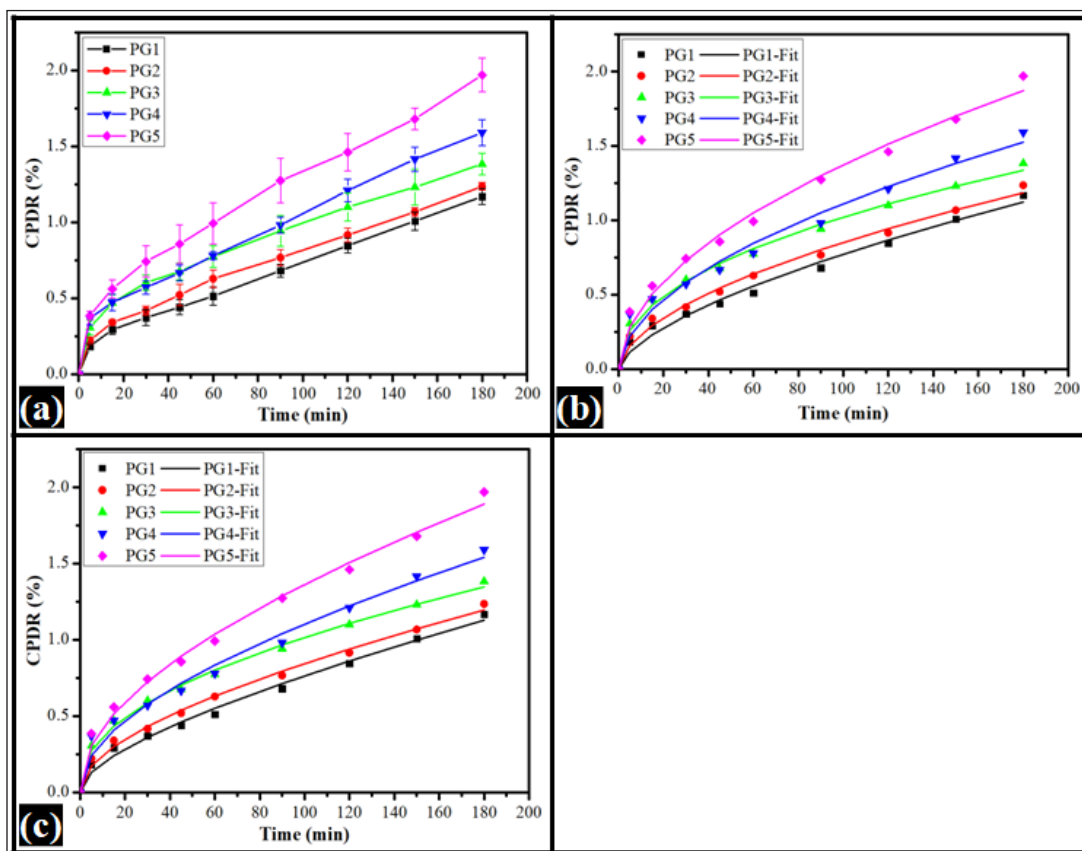 PG1
PG2
PG3
PG4
PG5
CPDR (%)
2.0
1.5
1.0
0.5
0.0
0 20 40 60 80 100 120 140 160 180 200
Time (min)
(a)
PG1 PG1-Fit
PG2 PG2-Fit
PG3 PG3-Fit
PG4 PG4-Fit
PG5 PG5-Fit
CPDR (%)
2.0
1.5
1.0
0.5
0.0
0 20 40 60 80 100 120 140 160 180 200
Time (min)
(b)
PG1 PG1-Fit
PG2 PG2-Fit
PG3 PG3-Fit
PG4 PG4-Fit
PG5 PG5-Fit
CPDR (%)
2.0
1.5
1.0
0.5
0.0
0 20 40 60 80 100 120 140 160 180 200
Time (min)
(c)